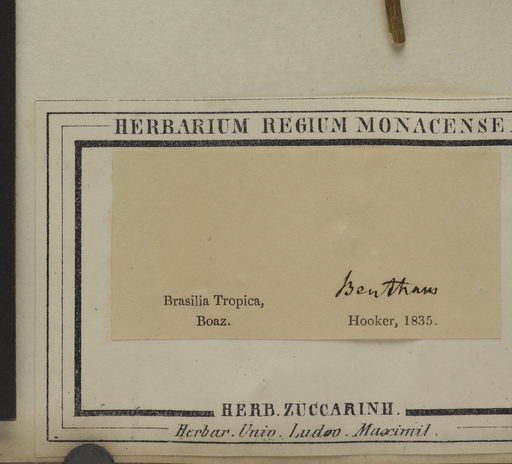 HERBARIUM REGIUM MONACENSE.
Bentham
Brasilia Tropica,
Boaz.
Hooker, 1835.
HERB. ZUCCARINII.
Herbar. Univ. Ludov. Maximil.